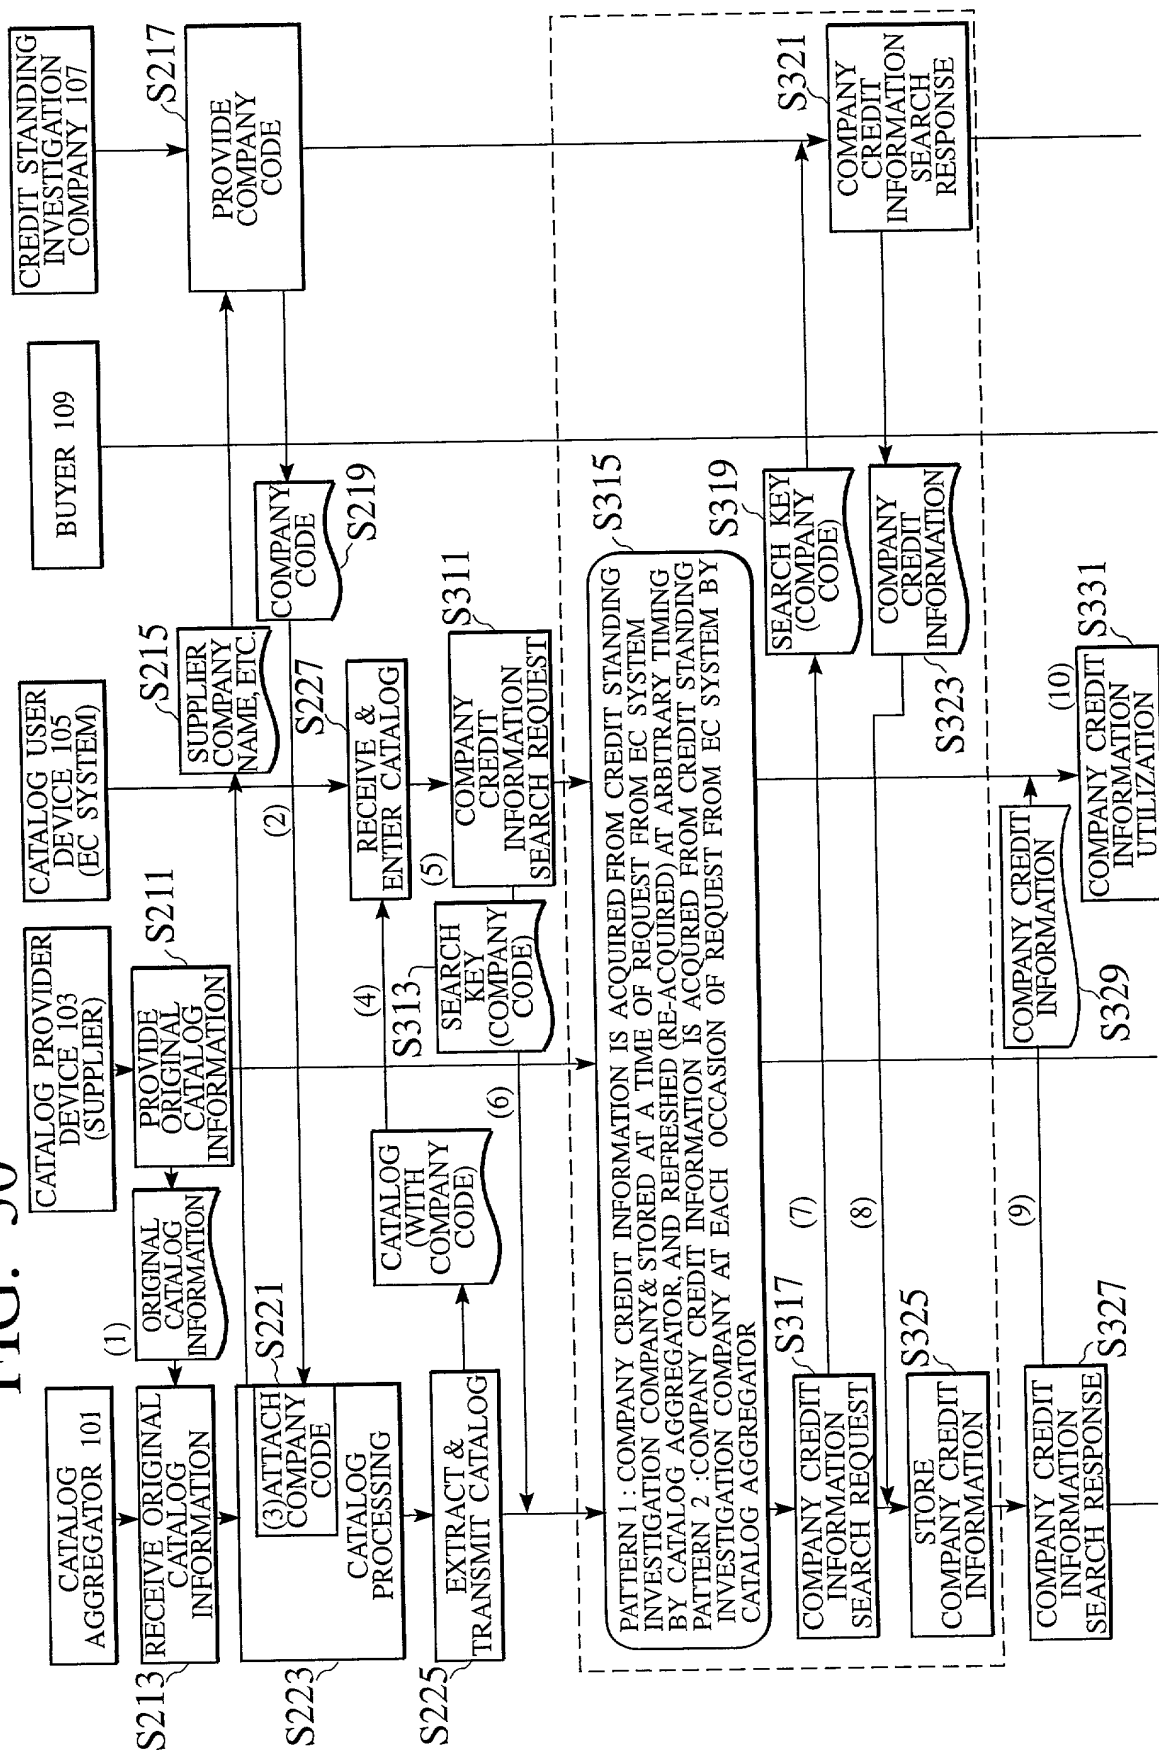 FIG. 30
CATALOG
AGGREGATOR 101
CATALOG PROVIDER
DEVICE 103
(SUPPLIER)
CATALOG USER
DEVICE 105
(EC SYSTEM)
BUYER 109
CREDIT STANDING
INVESTIGATION
COMPANY 107
S213
RECEIVE ORIGINAL
CATALOG
INFORMATION
(1)
ORIGINAL
CATALOG
INFORMATION
PROVIDE
ORIGINAL
CATALOG
INFORMATION
S211
S215
SUPPLIER
COMPANY
NAME, ETC.
S217
PROVIDE
COMPANY
CODE
S223
(3)ATTACH
COMPANY
CODE
S221
CATALOG
PROCESSING
(2)
COMPANY
CODE
S219
S225
EXTRACT &
TRANSMIT CATALOG
CATALOG
(WITH
COMPANY
CODE)
(4)
S227
RECEIVE &
ENTER CATALOG
(5)
S311
COMPANY
CREDIT
INFORMATION
SEARCH REQUEST
S313
SEARCH
KEY
(COMPANY
CODE)
(6)
S315
PATTERN 1 : COMPANY CREDIT INFORMATION IS ACQUIRED FROM CREDIT STANDING
INVESTIGATION COMPANY& STORED AT A TIME OF REQUEST FROM EC SYSTEM
BY CATALOG AGGREGATOR, AND REFRESHED (RE-ACQUIRED) AT ARBITRARY TIMING
PATTERN 2 :COMPANY CREDIT INFORMATION IS ACQURED FROM CREDIT STANDING
INVESTIGATION COMPANY AT EACH OCCASION OF REQUEST FROM EC SYSTEM BY
CATALOG AGGREGATOR
S317
COMPANY CREDIT
INFORMATION
SEARCH REQUEST
(7)
S319
SEARCH KEY
(COMPANY
CODE)
S321
COMPANY
CREDIT
INFORMATION
SEARCH
RESPONSE
(8)
COMPANY
CREDIT
INFORMATION
S323
S325
STORE
COMPANY CREDIT
INFORMATION
S327
COMPANY CREDIT
INFORMATION
SEARCH RESPONSE
(9)
COMPANY CREDIT
INFORMATION
S329
(10)
S331
COMPANY CREDIT
INFORMATION
UTILIZATION